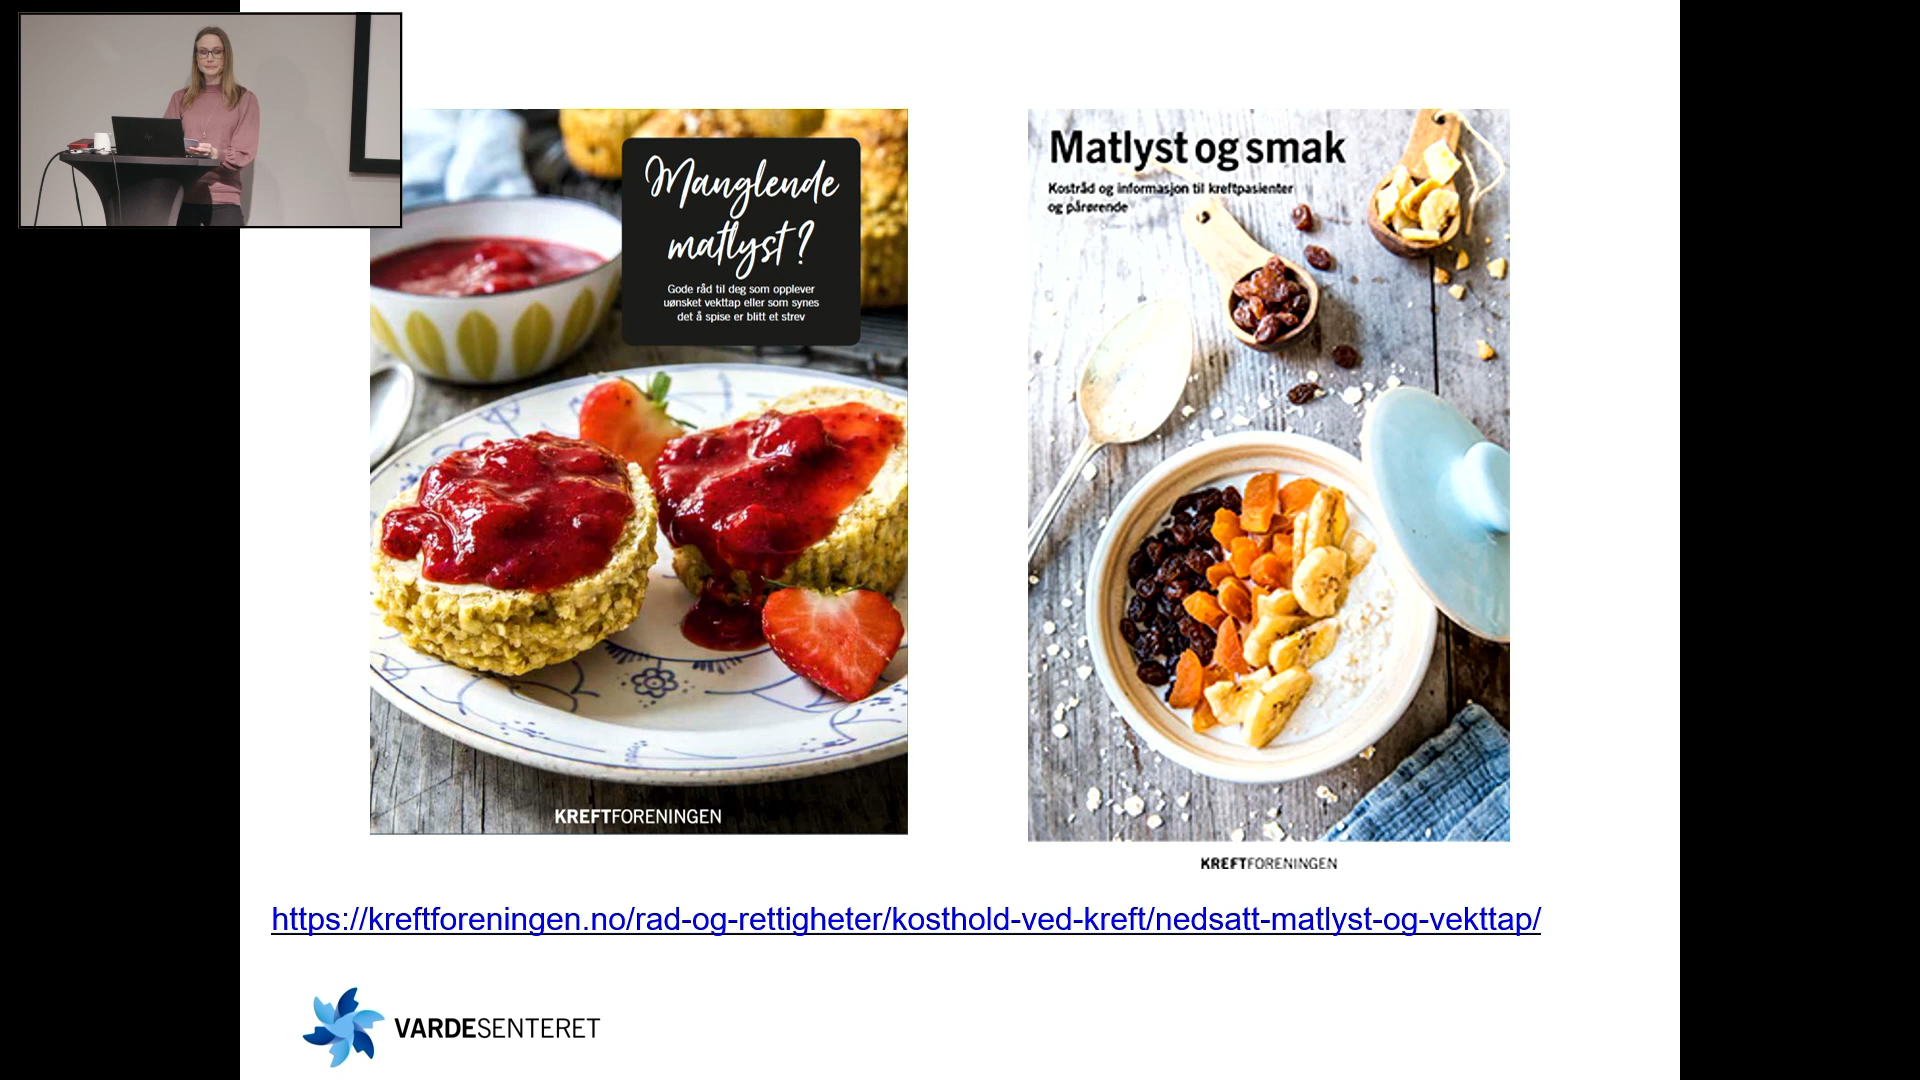 Manglende
matlyst?
Gode råd til deg som opplever
uønsket vekttap eller som synes
det å spise er blitt et strev
KREFTFORENINGEN
Matlyst og smak
Kostråd og informasjon til kreftpasienter
og pårørende
KREFTFORENINGEN
https://kreftforeningen.no/rad-og-rettigheter/kosthold-ved-kreft/nedsatt-matlyst-og-vekttap/
VARDESENTERET